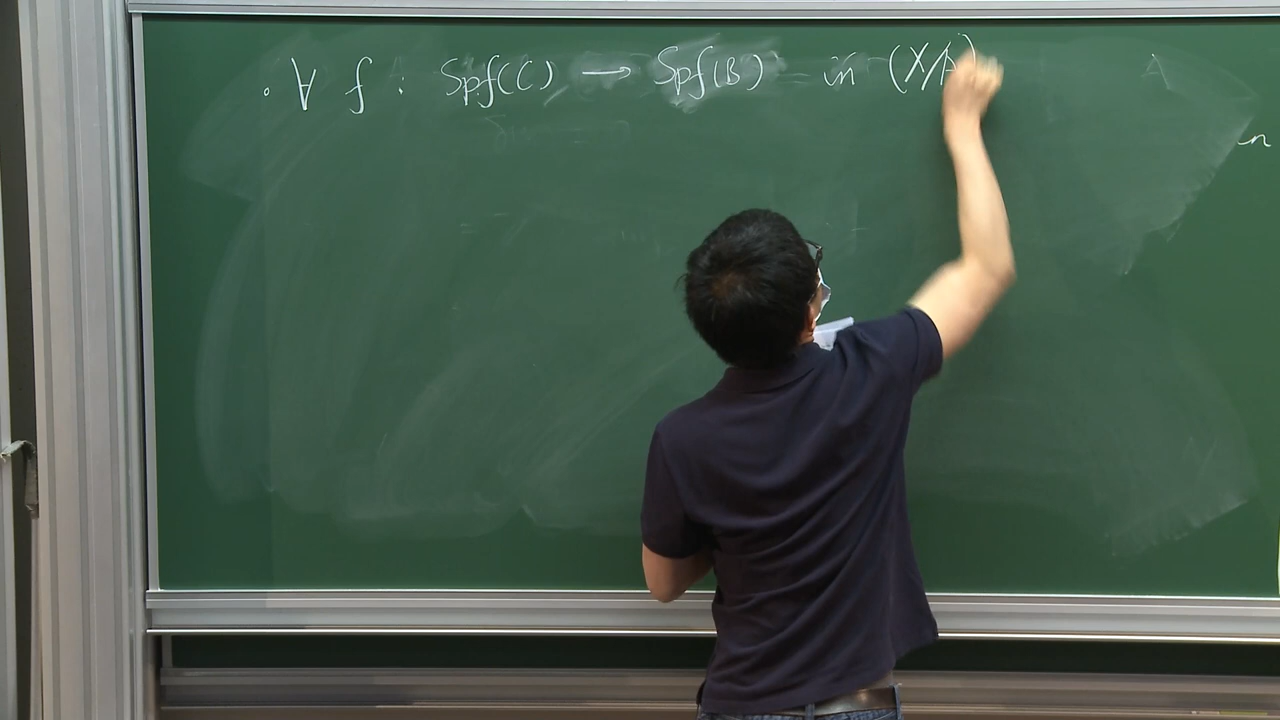 • ∀ f : Spf(C) → Spf(B) in (X/A)